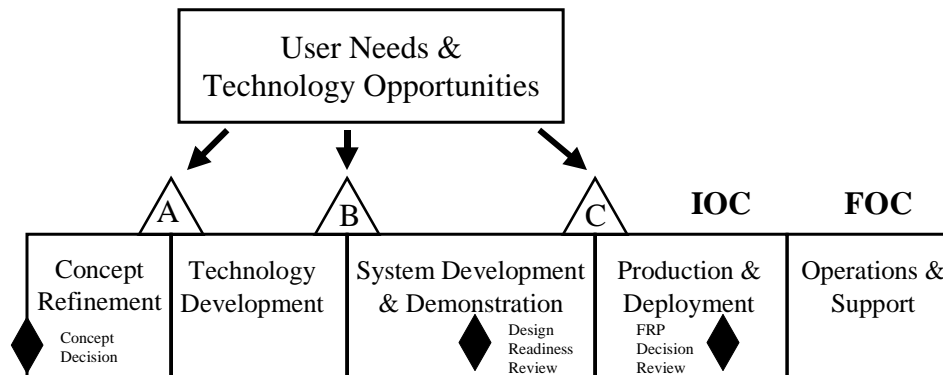 User Needs &
Technology Opportunities
A
B
C
IOC
FOC
Concept
Refinement
Technology
Development
System Development
& Demonstration
Production &
Deployment
Operations &
Support
Concept
Decision
Design
Readiness
Review
FRP
Decision
Review